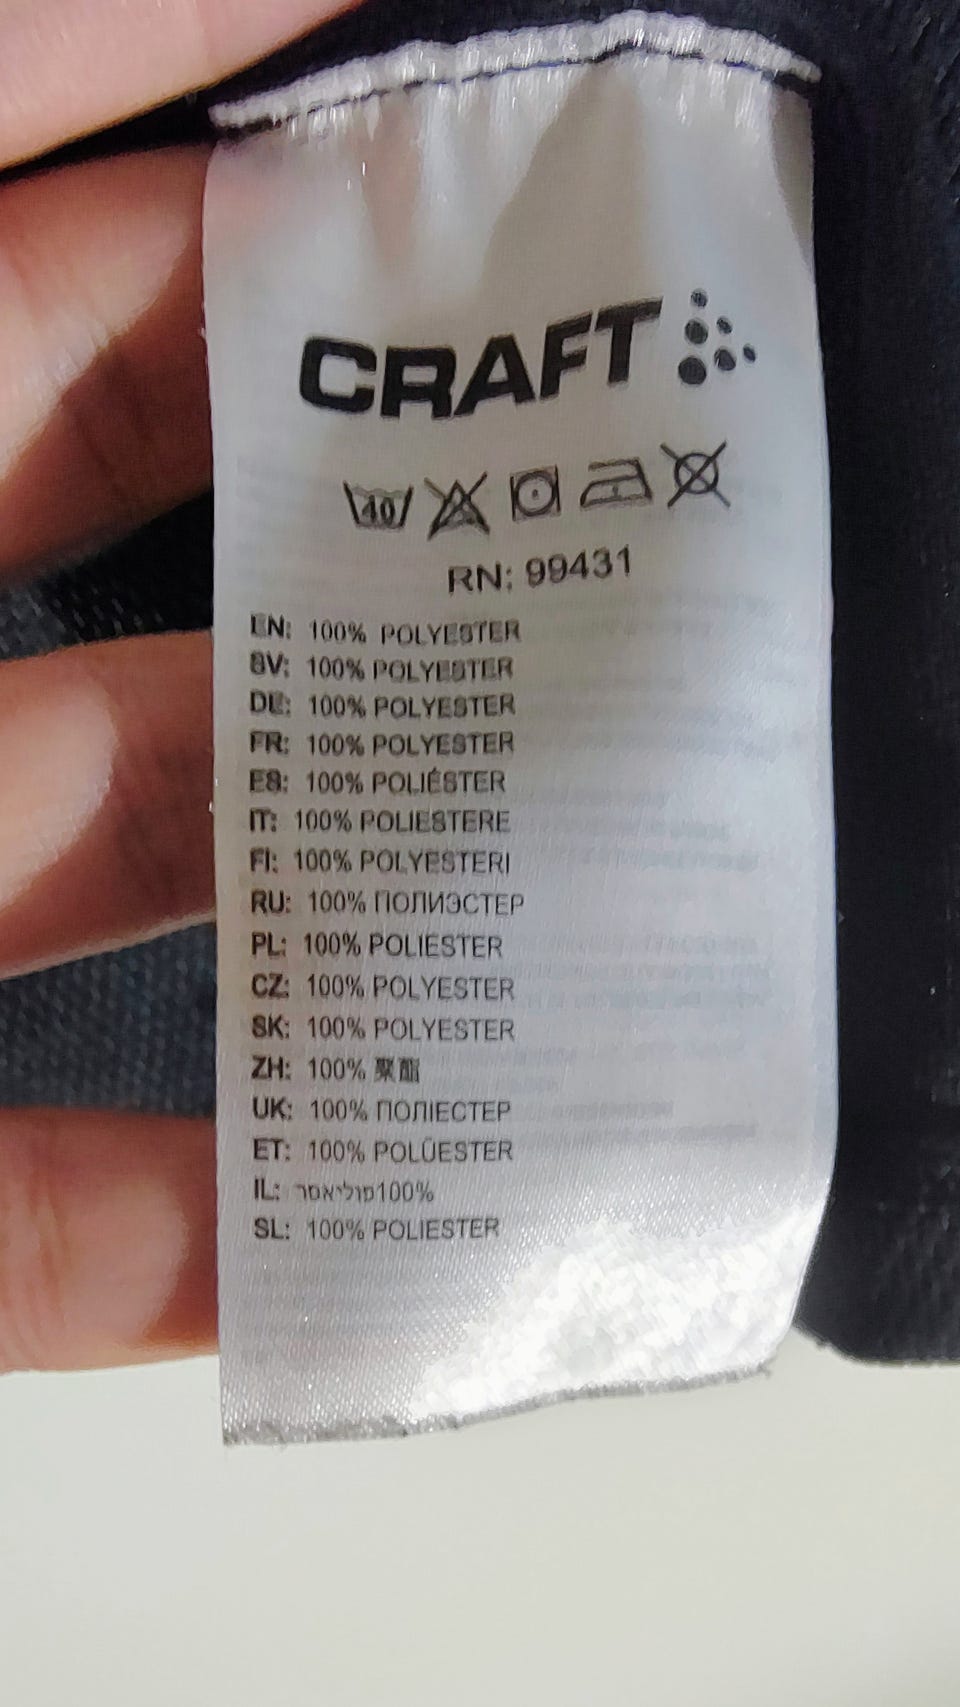 CRAFT
40
RN: 99431
EN: 100% POLYESTER
SV: 100% POLYESTER
DE: 100% POLYESTER
FR: 100% POLYESTER
ES: 100% POLIÉSTER
IT: 100% POLIESTERE
FI: 100% POLYESTERI
RU: 100% ПОЛИЭСТЕР
PL: 100% POLIESTER
CZ: 100% POLYESTER
SK: 100% POLYESTER
ZH: 100% 聚酯
UK: 100% ПОЛІЕСТЕР
ET: 100% POLÜESTER
IL: 100%פוליאסר
SL: 100% POLIESTER